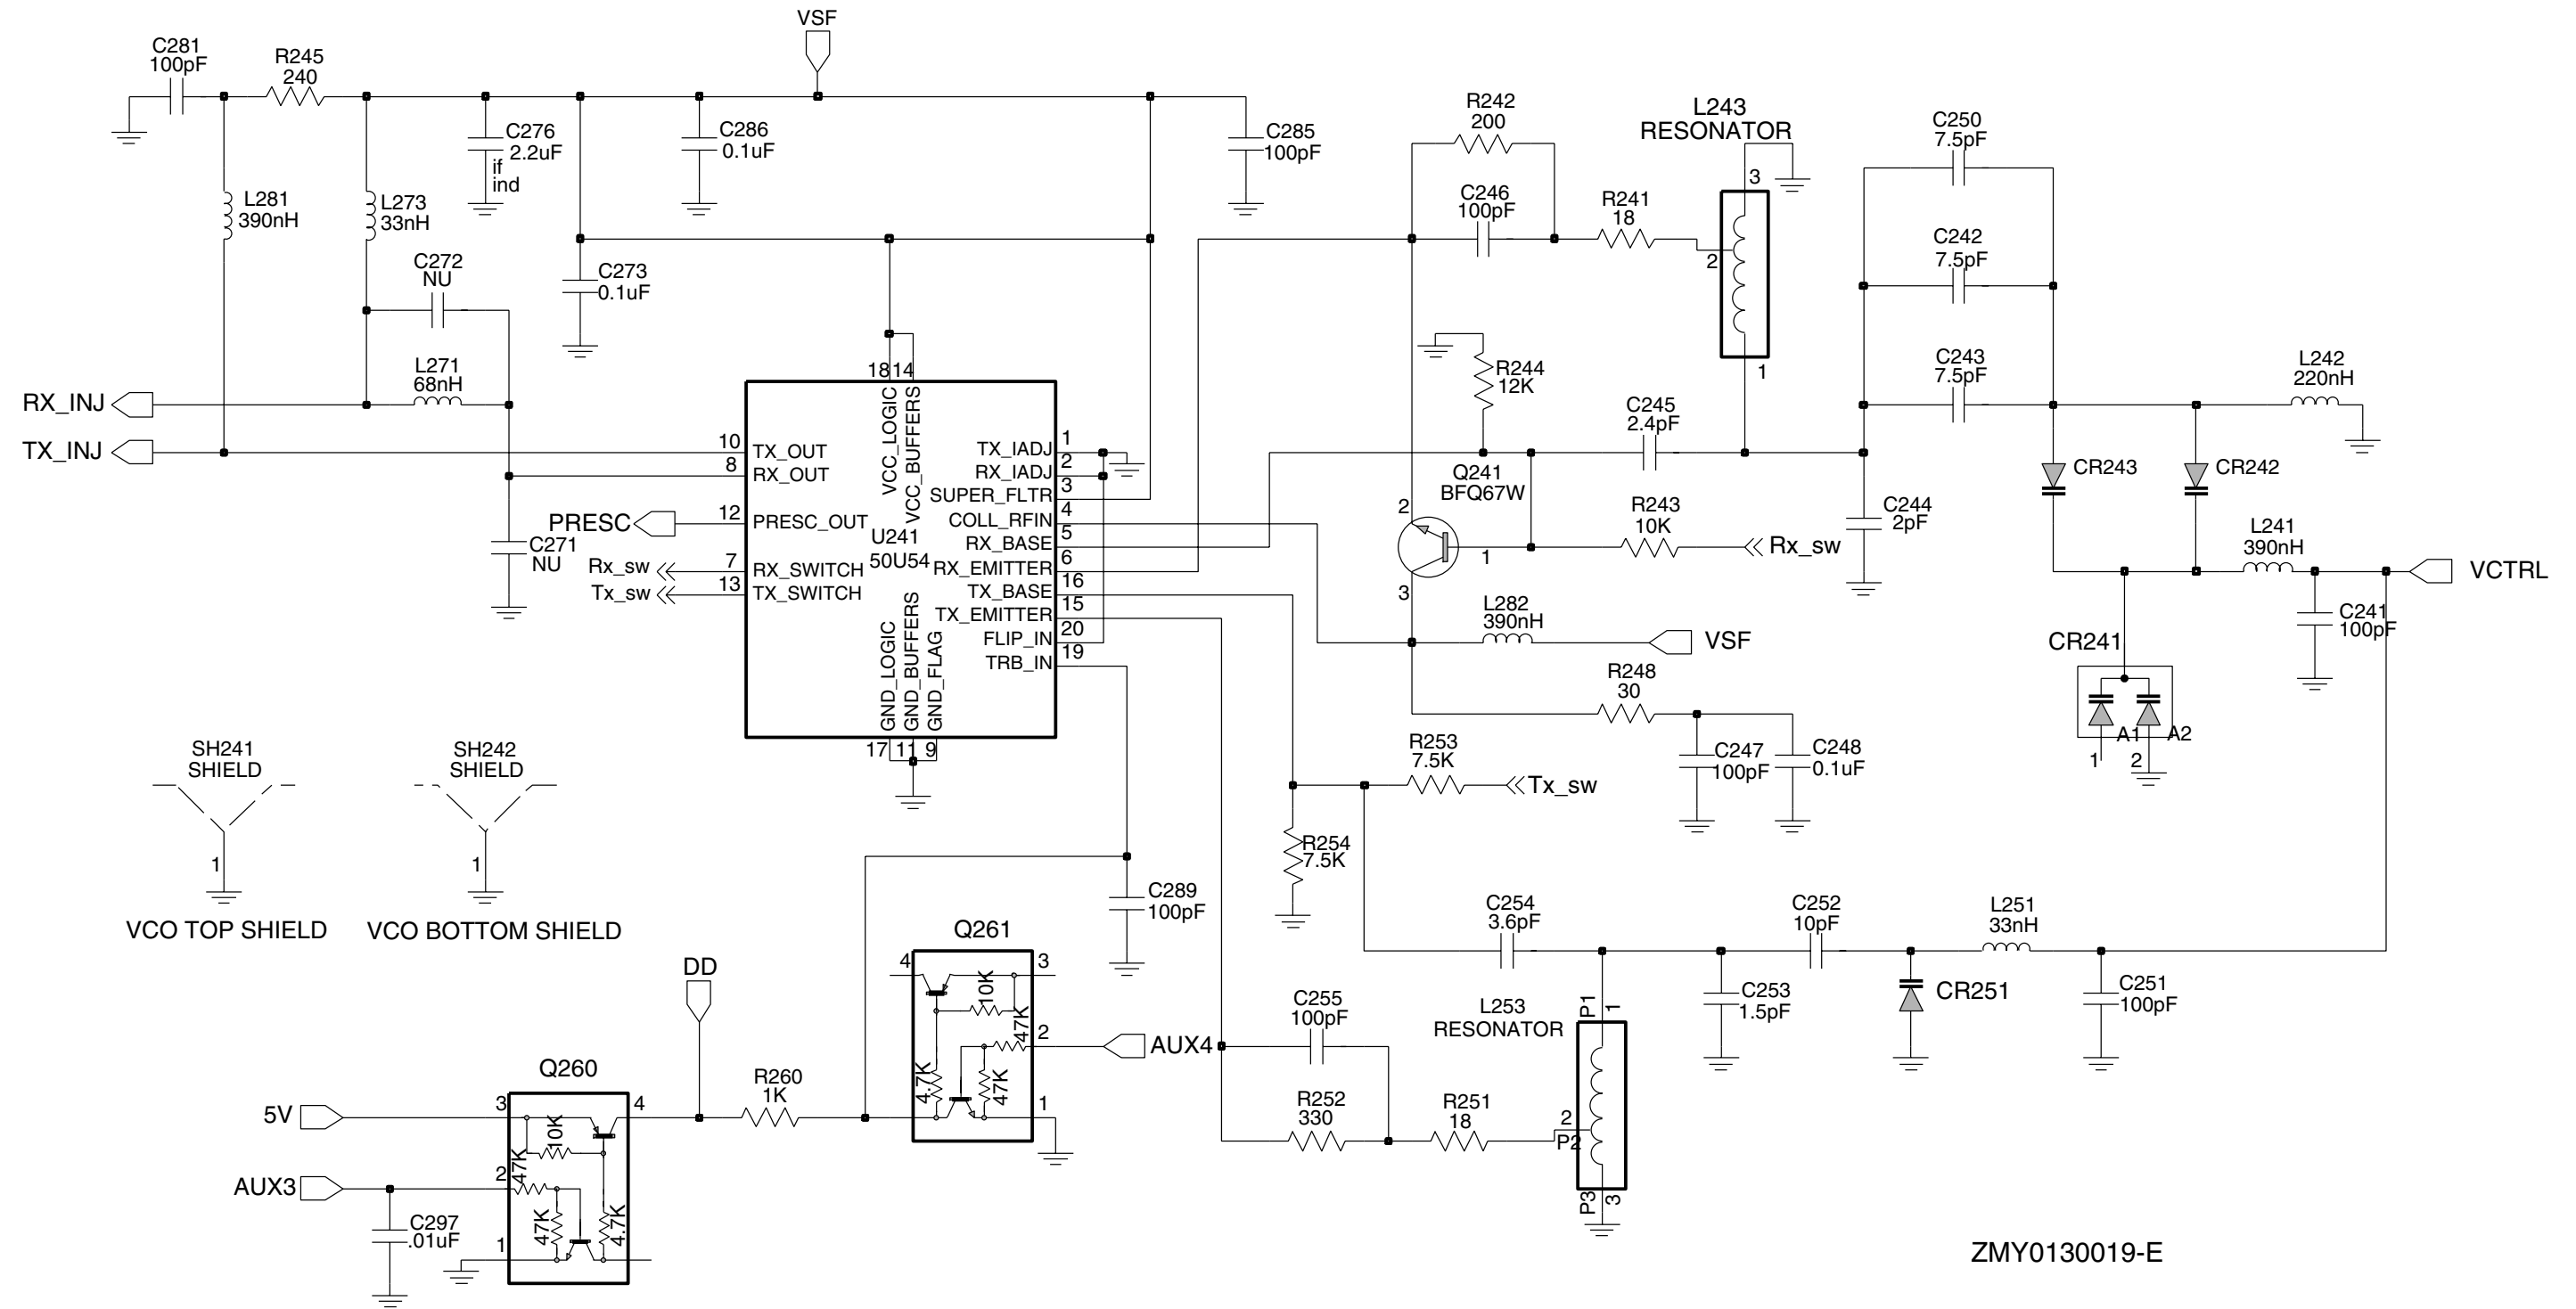 VSF
C281
100pF
R245
240
C276
2.2uF
if
ind
C286
0.1uF
C285
100pF
L281
390nH
L273
33nH
C272
NU
C273
0.1uF
L271
68nH
RX_INJ
TX_INJ
C271
NU
PRESC
Rx_sw
Tx_sw
18
14
10
8
12
7
13
TX_OUT
RX_OUT
PRESC_OUT
RX_SWITCH
TX_SWITCH
VCC_LOGIC
VCC_BUFFERS
U241
50U54
GND_LOGIC
GND_BUFFERS
GND_FLAG
17
11
9
TX_IADJ
RX_IADJ
SUPER_FLTR
COLL_RFIN
RX_BASE
RX_EMITTER
TX_BASE
TX_EMITTER
FLIP_IN
TRB_IN
1
2
3
4
5
6
16
15
20
19
R242
200
C246
100pF
R241
18
L243
RESONATOR
3
2
1
R244
12K
C245
2.4pF
Q241
BFQ67W
2
1
3
R243
10K
Rx_sw
L282
390nH
VSF
R248
30
C247
100pF
C248
0.1uF
C250
7.5pF
C242
7.5pF
C243
7.5pF
L242
220nH
C244
2pF
CR243
CR242
L241
390nH
VCTRL
C241
100pF
CR241
A1
A2
1
2
R253
7.5K
Tx_sw
R254
7.5K
C254
3.6pF
C252
10pF
L251
33nH
C253
1.5pF
CR251
C251
100pF
L253
RESONATOR
P1
1
2
P2
P3
3
C255
100pF
R252
330
R251
18
C289
100pF
SH241
SHIELD
1
VCO TOP SHIELD
SH242
SHIELD
1
VCO BOTTOM SHIELD
Q261
4
3
10K
47K
2
4.7K
47K
1
AUX4
DD
R260
1K
Q260
5V
3
4
10K
47K
AUX3
2
47K
4.7K
1
C297
.01uF
ZMY0130019-E